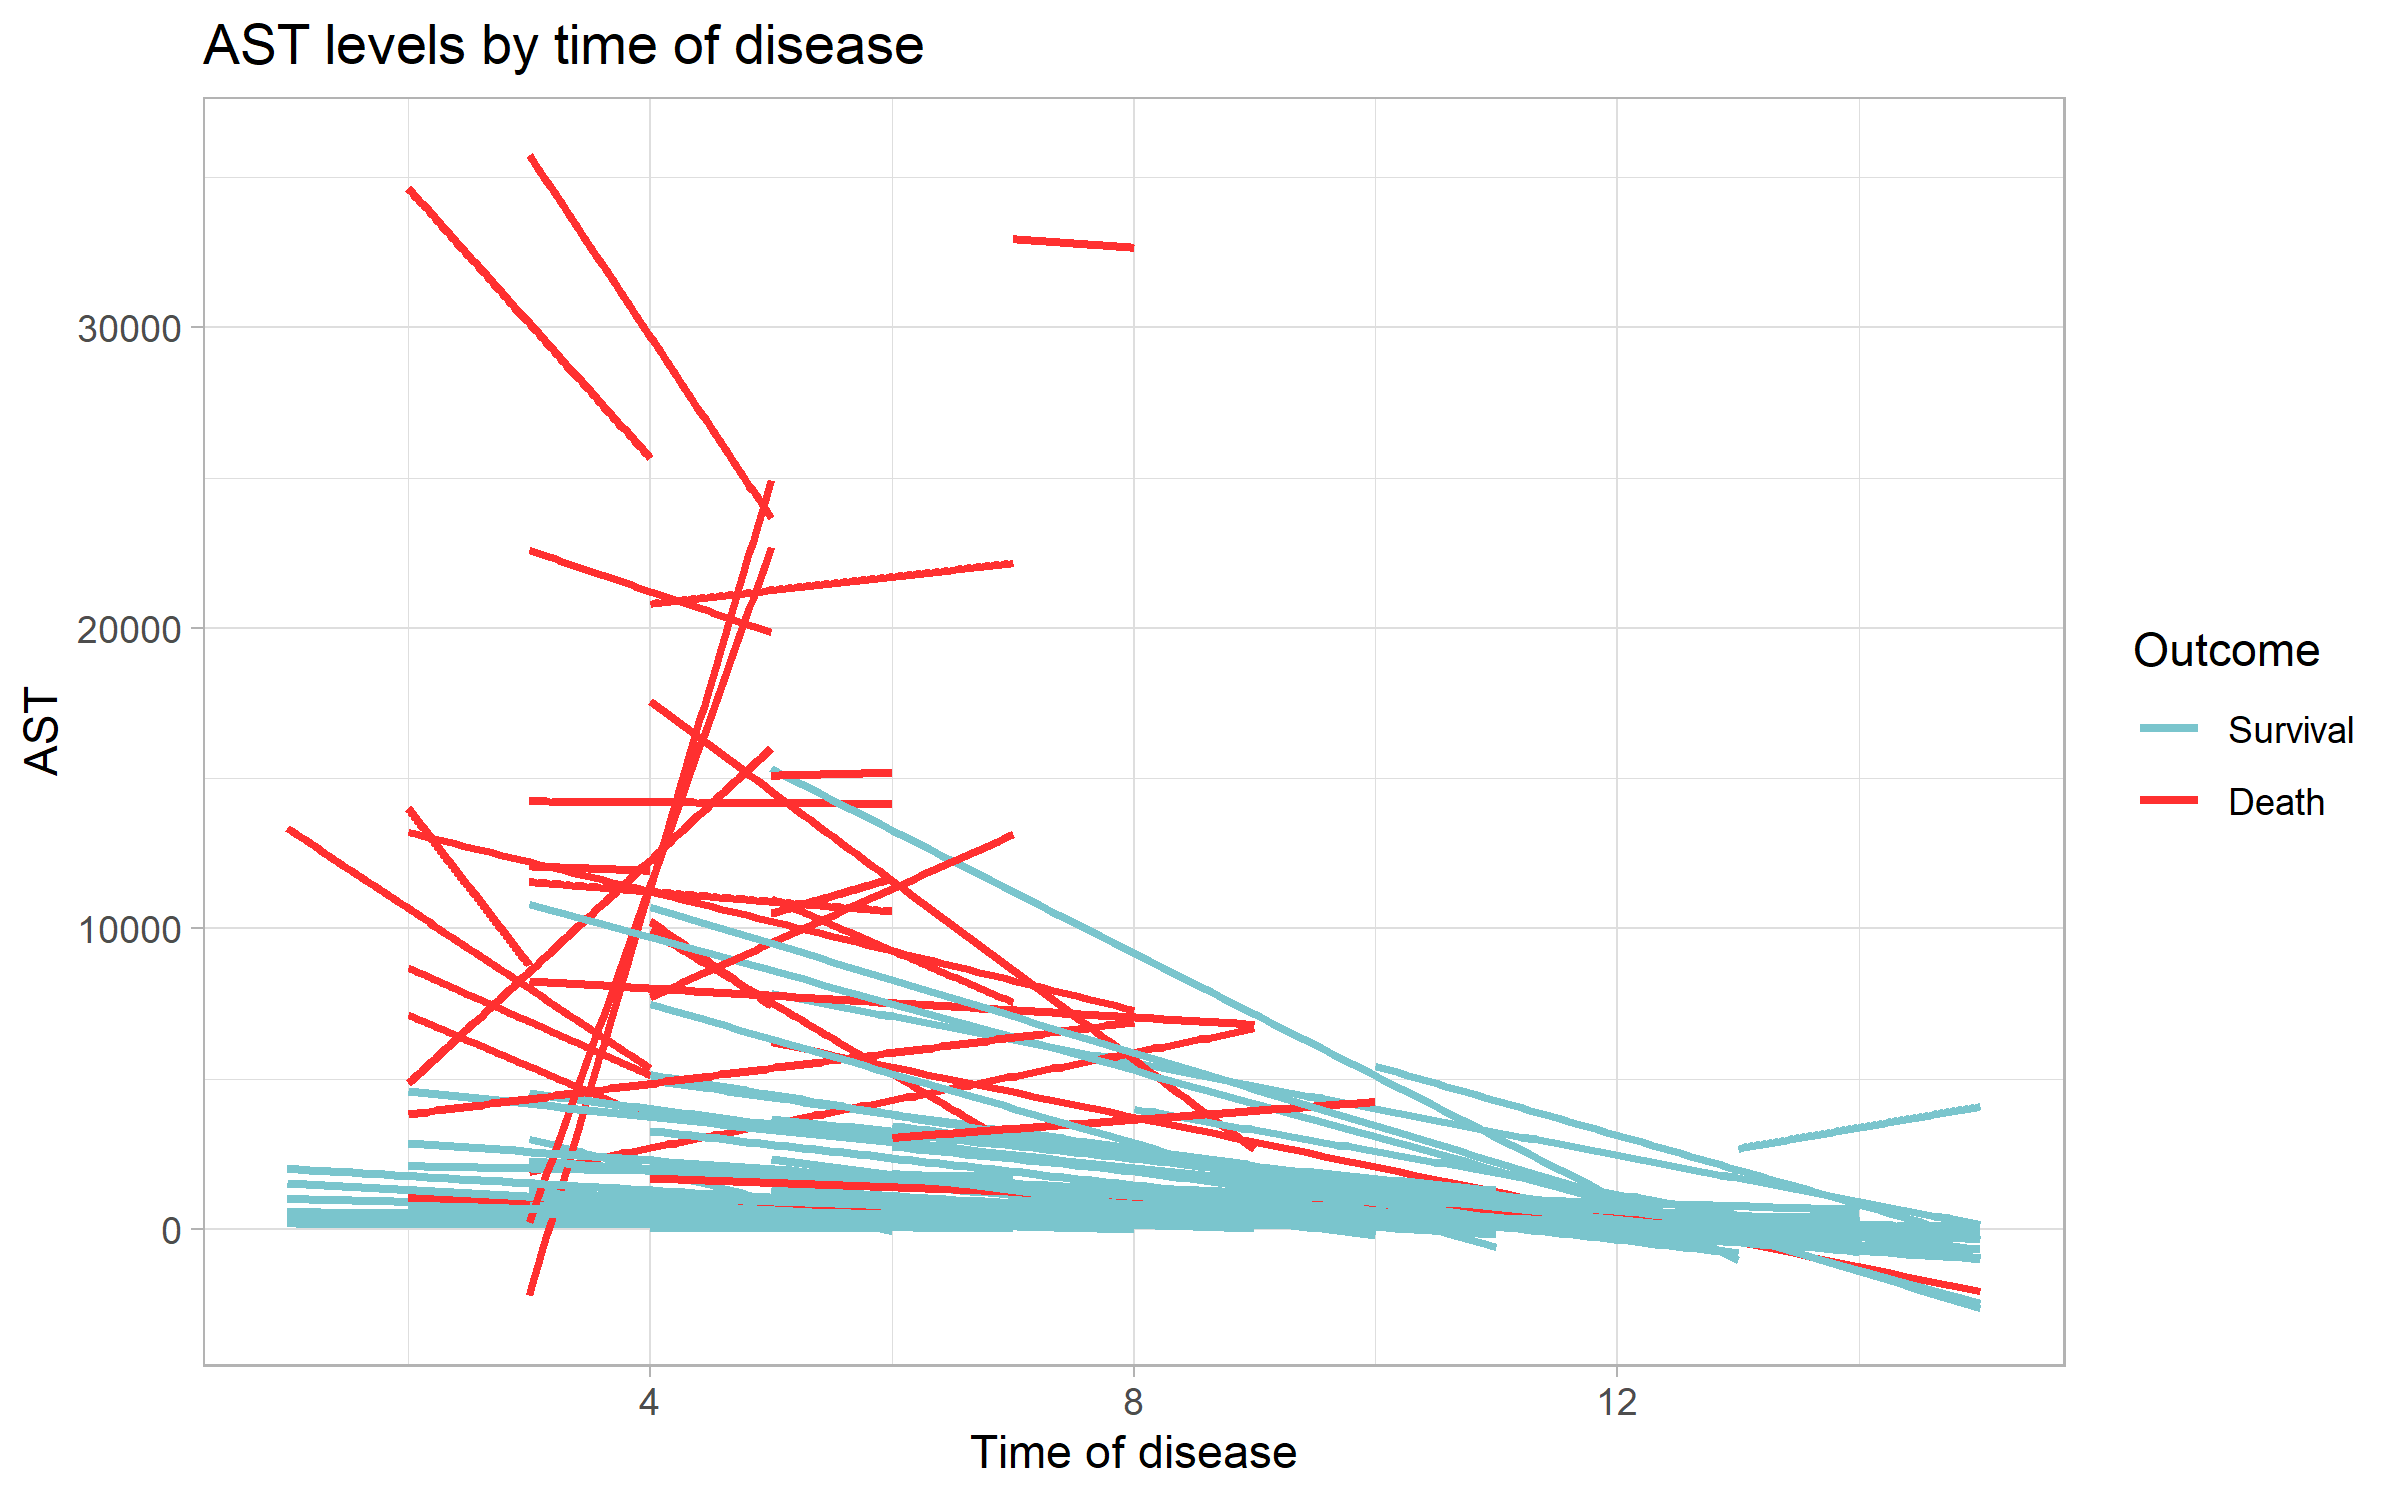 AST levels by time of disease
30000
20000
10000
0
AST
4 8 12
Time of disease
Outcome
Survival
Death